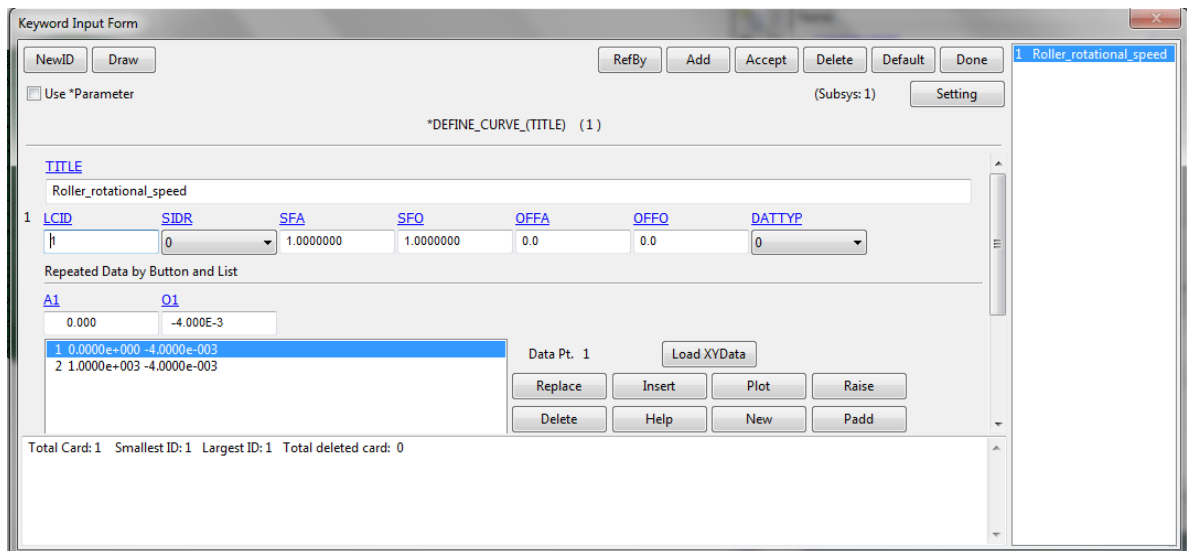 Keyword Input Form
NewID Draw RefBy Add Accept Delete Default Done
1 Roller_rotational_speed
Use *Parameter (Subsys: 1) Setting
*DEFINE_CURVE_(TITLE) (1)
TITLE
Roller_rotational_speed
1 LCID SIDR SFA SFO OFFA OFFO DATTYP
1 0 1.0000000 1.0000000 0.0 0.0 0
Repeated Data by Button and List
A1 O1
0.000 -4.000E-3
1 0.0000e+000 -4.0000e-003
2 1.0000e+003 -4.0000e-003
Data Pt. 1 Load XYData
Replace Insert Plot Raise
Delete Help New Padd
Total Card: 1 Smallest ID: 1 Largest ID: 1 Total deleted card: 0